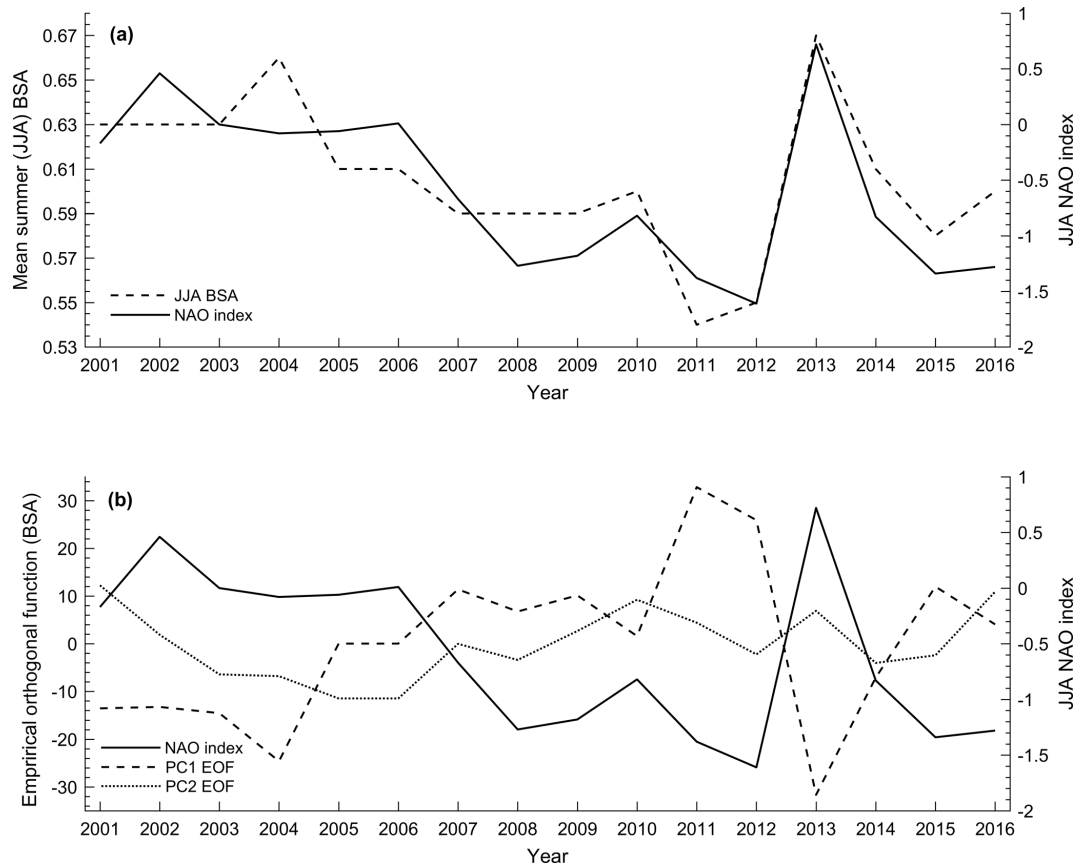 (a)
Mean summer (JJA) BSA
0.67
0.65
0.63
0.61
0.59
0.57
0.55
0.53
1
0.5
0
-0.5
-1
-1.5
-2
JJA NAO index
JJA BSA
NAO index
2001 2002 2003 2004 2005 2006 2007 2008 2009 2010 2011 2012 2013 2014 2015 2016
Year
(b)
Emprirical orthogonal function (BSA)
30
20
10
0
-10
-20
-30
1
0.5
0
-0.5
-1
-1.5
-2
JJA NAO index
NAO index
PC1 EOF
PC2 EOF
2001 2002 2003 2004 2005 2006 2007 2008 2009 2010 2011 2012 2013 2014 2015 2016
Year